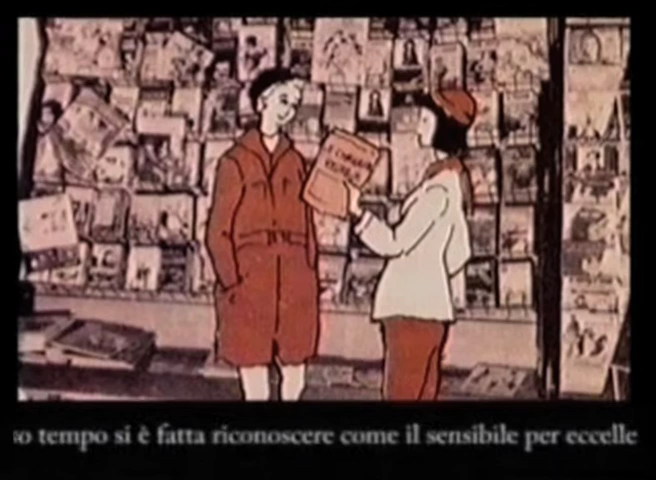 so tempo si è fatta riconoscere come il sensibile per eccelle